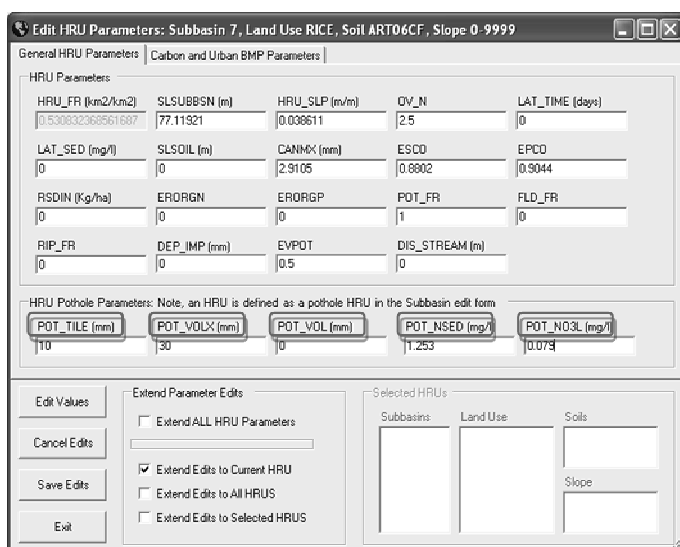 Edit HRU Parameters: Subbasin 7, Land Use RICE, Soil ART06CF, Slope 0-9999
General HRU Parameters Carbon and Urban BMP Parameters
HRU Parameters
HRU_FR (km2/km2) SLSUBBSN (m) HRU_SLP (m/m) OV_N LAT_TIME (days)
0.530832368561687 77.11921 0.038611 2.5 0
LAT_SED (mg/l) SLSOIL (m) CANMX (mm) ESCO EPCO
0 0 2.9105 0.8802 0.9044
RSDIN (Kg/ha) ERORGN ERORGP POT_FR FLD_FR
0 0 0 1 0
RIP_FR DEP_IMP (mm) EVPOT DIS_STREAM (m)
0 0 0.5 0
HRU Pothole Parameters: Note, an HRU is defined as a pothole HRU in the Subbasin edit form
POT_TILE (mm) POT_VOLX (mm) POT_VOL (mm) POT_NSED (mg/l) POT_NO3L (mg/l)
10 30 0 1.253 0.079
Edit Values
Cancel Edits
Save Edits
Exit
Extend Parameter Edits
Extend ALL HRU Parameters
Extend Edits to Current HRU
Extend Edits to All HRUS
Extend Edits to Selected HRUS
Selected HRUs
Subbasins Land Use Soils
Slope